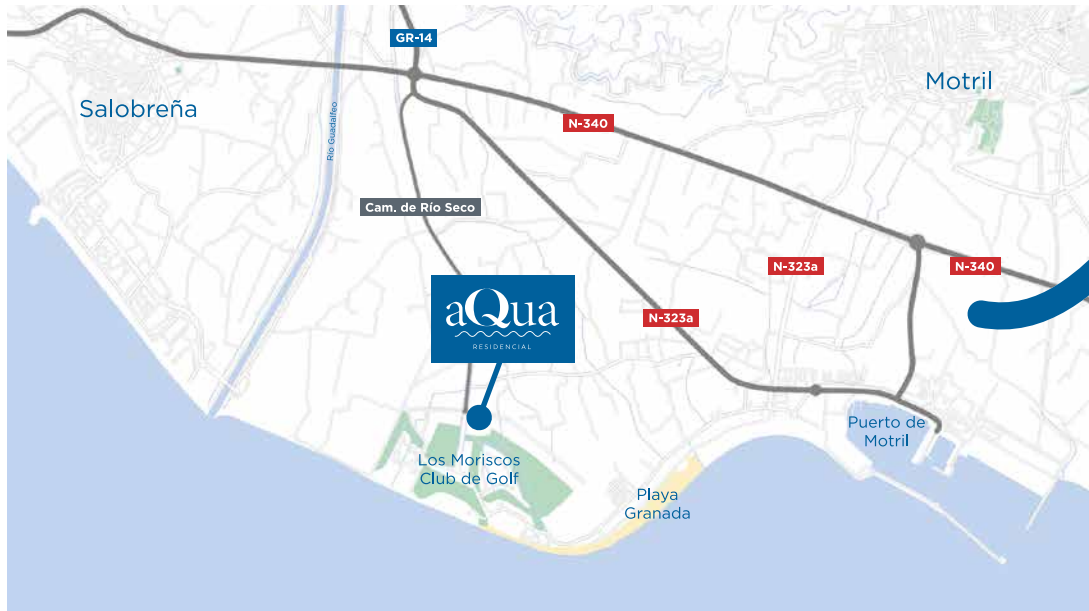 GR-14
Motril
Salobreña
N-340
Río Guadalfeo
Cam. de Río Seco
N-323a
N-340
aQua
RESIDENCIAL
N-323a
Puerto de
Motril
Los Moriscos
Club de Golf
Playa
Granada